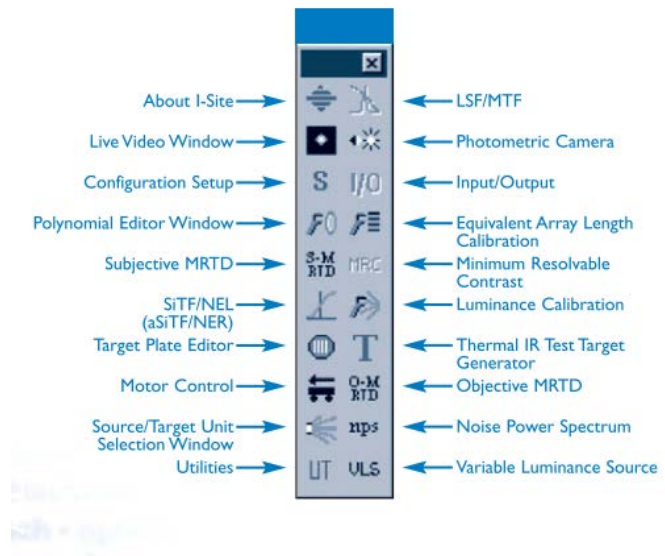 About I-Site
LSF/MTF
Live Video Window
Photometric Camera
Configuration Setup
S
I/O
Input/Output
Polynomial Editor Window
F()
F
Equivalent Array Length
Calibration
Subjective MRTD
S-M
RTD
MRC
Minimum Resolvable
Contrast
SiTF/NEL
(aSiTF/NER)
F
Luminance Calibration
Target Plate Editor
T
Thermal IR Test Target
Generator
Motor Control
O-M
RTD
Objective MRTD
Source/Target Unit
Selection Window
nps
Noise Power Spectrum
Utilities
UT
VLS
Variable Luminance Source